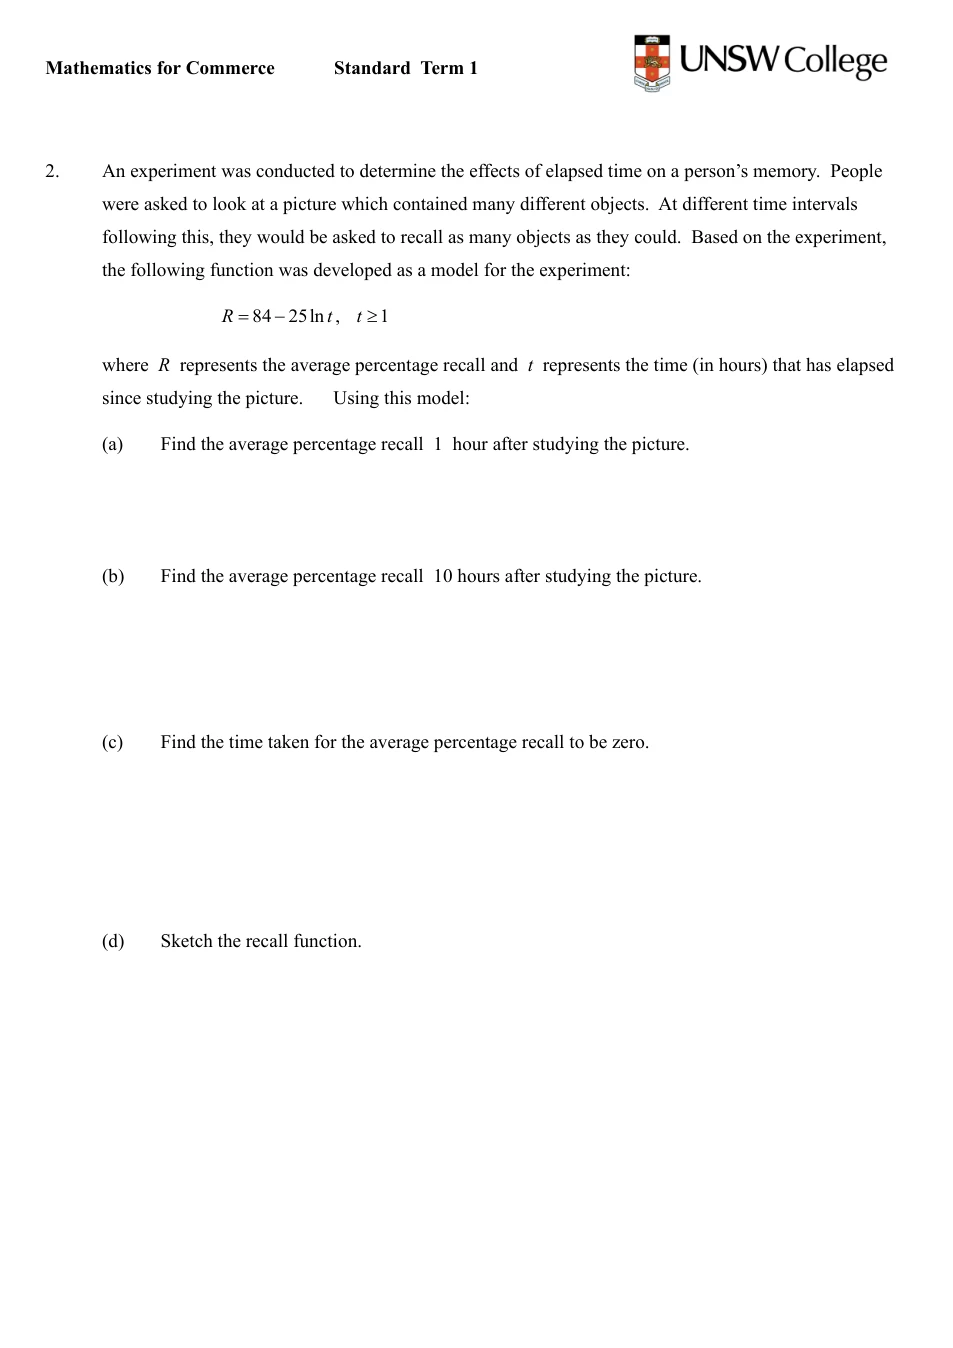 Mathematics for Commerce Standard Term 1
UNSW College
2. An experiment was conducted to determine the effects of elapsed time on a person’s memory. People
were asked to look at a picture which contained many different objects. At different time intervals
following this, they would be asked to recall as many objects as they could. Based on the experiment,
the following function was developed as a model for the experiment:
R = 84 − 25 ln t, t ≥ 1
where R represents the average percentage recall and t represents the time (in hours) that has elapsed
since studying the picture. Using this model:
(a) Find the average percentage recall 1 hour after studying the picture.
(b) Find the average percentage recall 10 hours after studying the picture.
(c) Find the time taken for the average percentage recall to be zero.
(d) Sketch the recall function.